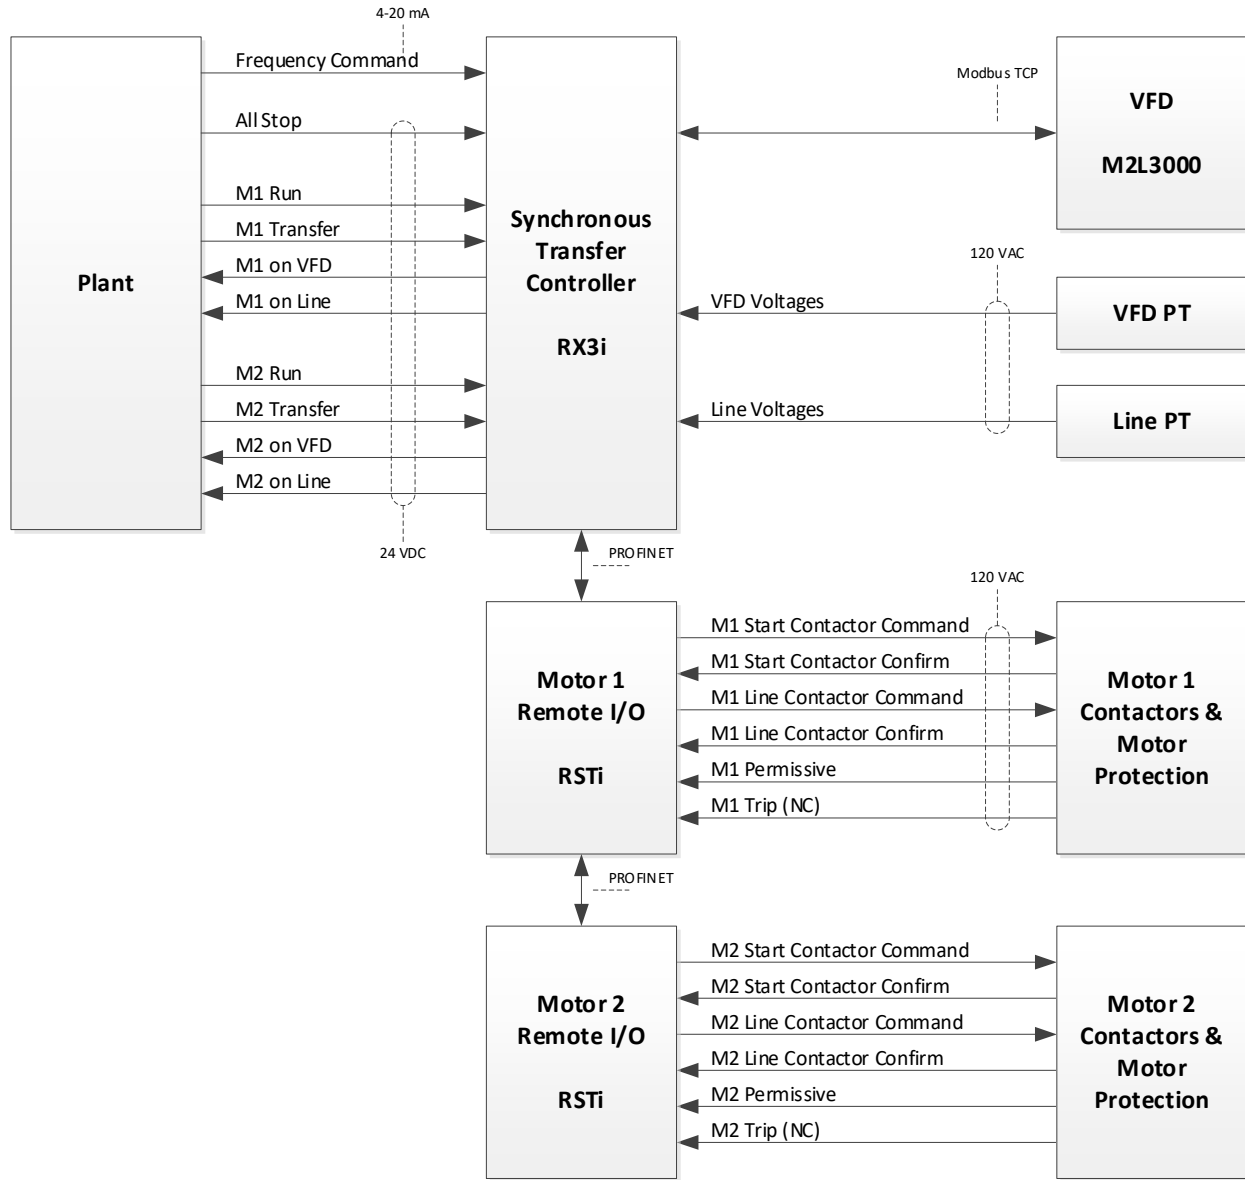 4-20 mA
Frequency Command
All Stop
M1 Run
M1 Transfer
M1 on VFD
M1 on Line
M2 Run
M2 Transfer
M2 on VFD
M2 on Line
24 VDC
Plant
Synchronous
Transfer
Controller
RX3i
Modbus TCP
VFD
M2L3000
120 VAC
VFD Voltages
VFD PT
Line Voltages
Line PT
PROFINET
120 VAC
Motor 1
Remote I/O
RSTi
M1 Start Contactor Command
M1 Start Contactor Confirm
M1 Line Contactor Command
M1 Line Contactor Confirm
M1 Permissive
M1 Trip (NC)
Motor 1
Contactors &
Motor
Protection
PROFINET
Motor 2
Remote I/O
RSTi
M2 Start Contactor Command
M2 Start Contactor Confirm
M2 Line Contactor Command
M2 Line Contactor Confirm
M2 Permissive
M2 Trip (NC)
Motor 2
Contactors &
Motor
Protection